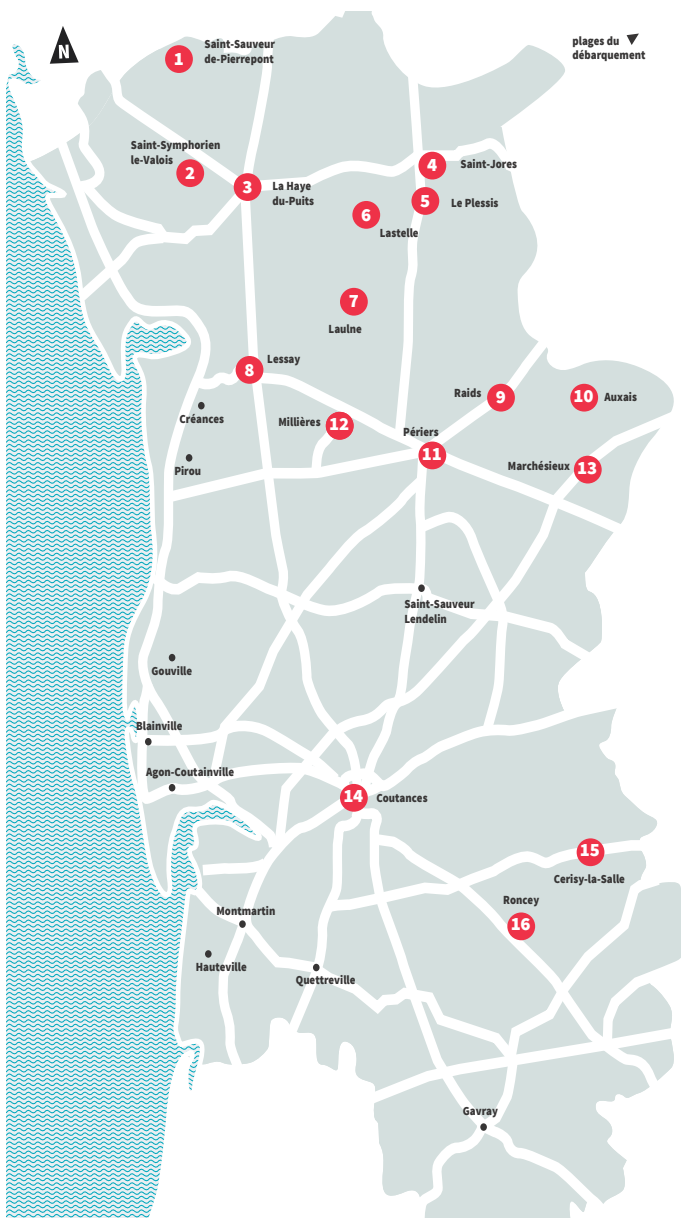 N
plages du
débarquement
1
Saint-Sauveur
de-Pierrepont
Saint-Symphorien
le-Valois
2
3
La Haye
du-Puits
4
Saint-Jores
5
Le Plessis
6
Lastelle
7
Laulne
8
Lessay
9
Raids
10
Auxais
Créances
Millières
12
Périers
11
Marchésieux
13
Pirou
Saint-Sauveur
Lendelin
Gouville
Blainville
Agon-Coutainville
14
Coutances
15
Cerisy-la-Salle
Roncey
16
Montmartin
Hauteville
Quettreville
Gavray